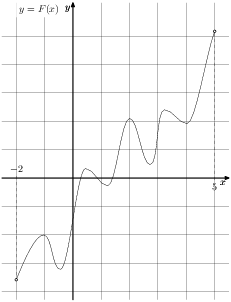 y = F(x) y
−2
5 x